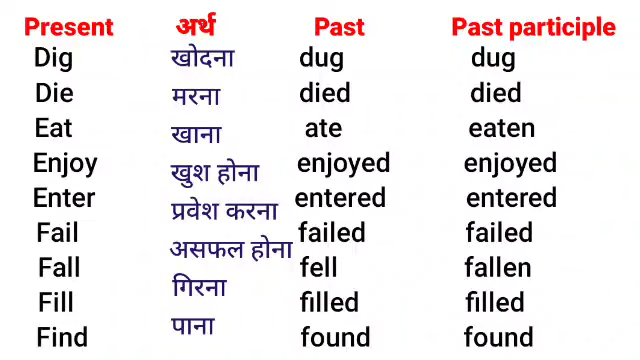 Present अर्थ Past Past participle
Dig खोदना dug dug
Die मरना died died
Eat खाना ate eaten
Enjoy खुश होना enjoyed enjoyed
Enter प्रवेश करना entered entered
Fail असफल होना failed failed
Fall गिरना fell fallen
Fill पाना filled filled
Find found found